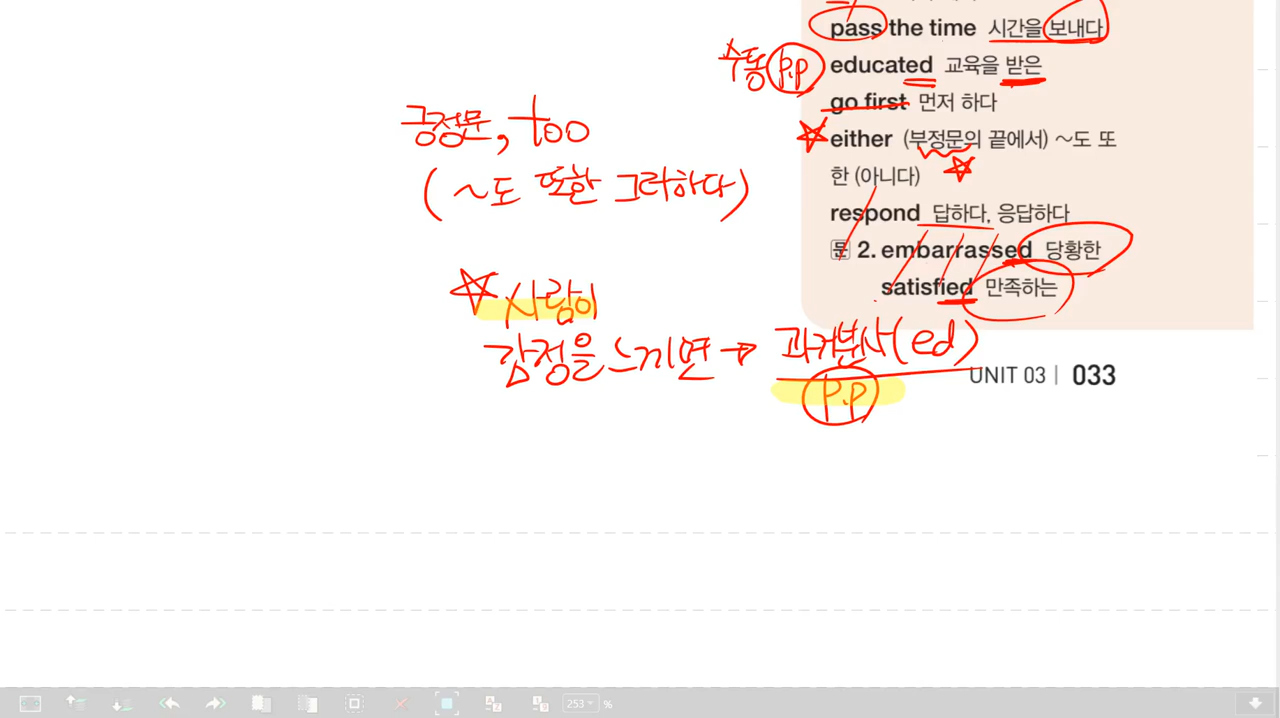 pass the time 시간을 보내다
수동 p.p educated 교육을 받은
go first 먼저 하다
긍정문, too
either (부정문의 끝에서) ~도 또
한 (아니다)
(~도 또한 그러하다)
respond 답하다, 응답하다
문 2. embarrassed 당황한
satisfied 만족하는
사람이
감정을 느끼면 → 과거분사(ed)
p.p
UNIT 03 | 033
253 %